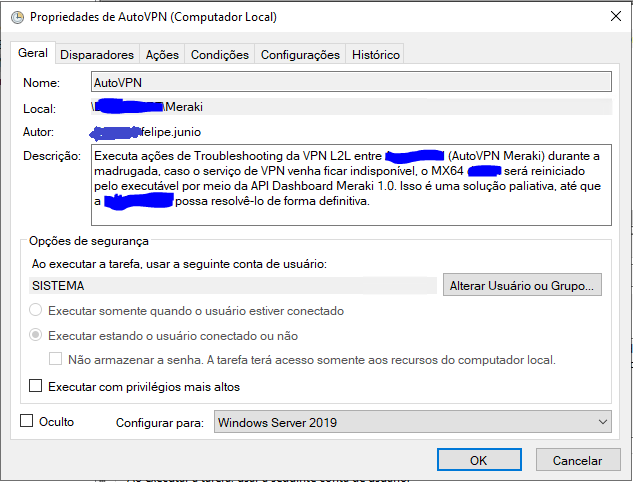 Propriedades de AutoVPN (Computador Local)
Geral Disparadores Ações Condições Configurações Histórico
Nome: AutoVPN
Local: \ \Meraki
Autor: felipe.junio
Descrição: Executa ações de Troubleshooting da VPN L2L entre (AutoVPN Meraki) durante a
madrugada, caso o serviço de VPN venha ficar indisponível, o MX64 será reiniciado
pelo executável por meio da API Dashboard Meraki 1.0. Isso é uma solução paliativa, até que
a possa resolvê-lo de forma definitiva.
Opções de segurança
Ao executar a tarefa, usar a seguinte conta de usuário:
SISTEMA Alterar Usuário ou Grupo...
Executar somente quando o usuário estiver conectado
Executar estando o usuário conectado ou não
Não armazenar a senha. A tarefa terá acesso somente aos recursos do computador local.
Executar com privilégios mais altos
Oculto Configurar para: Windows Server 2019
OK Cancelar